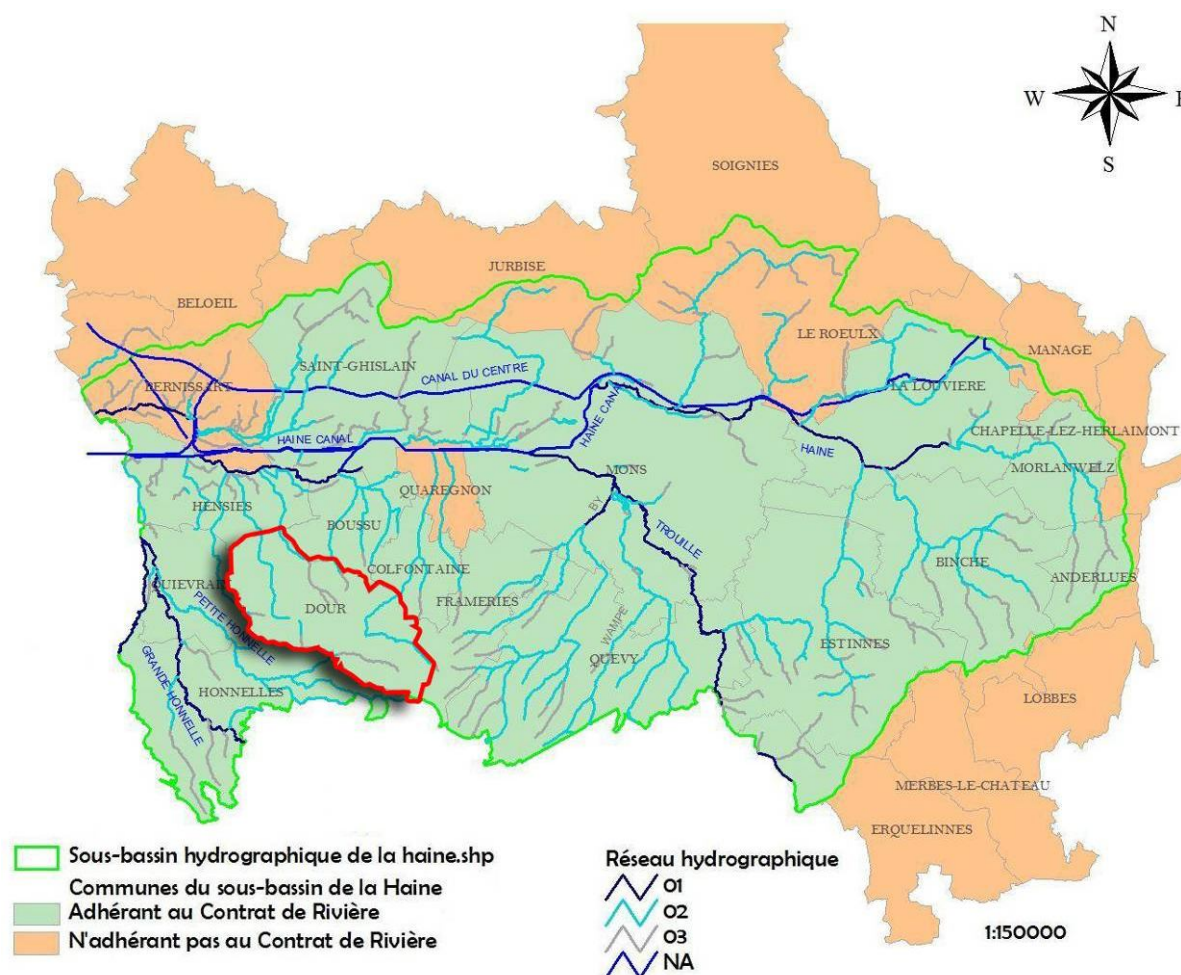 N
W
E
S
SOIGNIES
JURBISE
BELOEIL
LE ROEULX
MANAGE
SAINT-GHISLAIN
BERNISSART
CANAL DU CENTRE
LA LOUVIERE
HAINE CANAL
HAINE CANAL
HAINE
CHAPELLE-LEZ-HERLAIMONT
MORLANWELZ
MONS
QUAREGNON
HENSIES
BOUSSU
BY
TROUILLE
QUIEVRAIN
COLFONTAINE
BINCHE
ANDERLUES
PETITE HONNELLE
DOUR
FRAMERIES
WAMPE
ESTINNES
QUEVY
GRANDE HONNELLE
HONNELLES
LOBBES
MERBES-LE-CHATEAU
ERQUELINNES
Sous-bassin hydrographique de la haine.shp
Communes du sous-bassin de la Haine
Adhérant au Contrat de Rivière
N'adhérant pas au Contrat de Rivière
Réseau hydrographique
O1
O2
O3
NA
1:150000